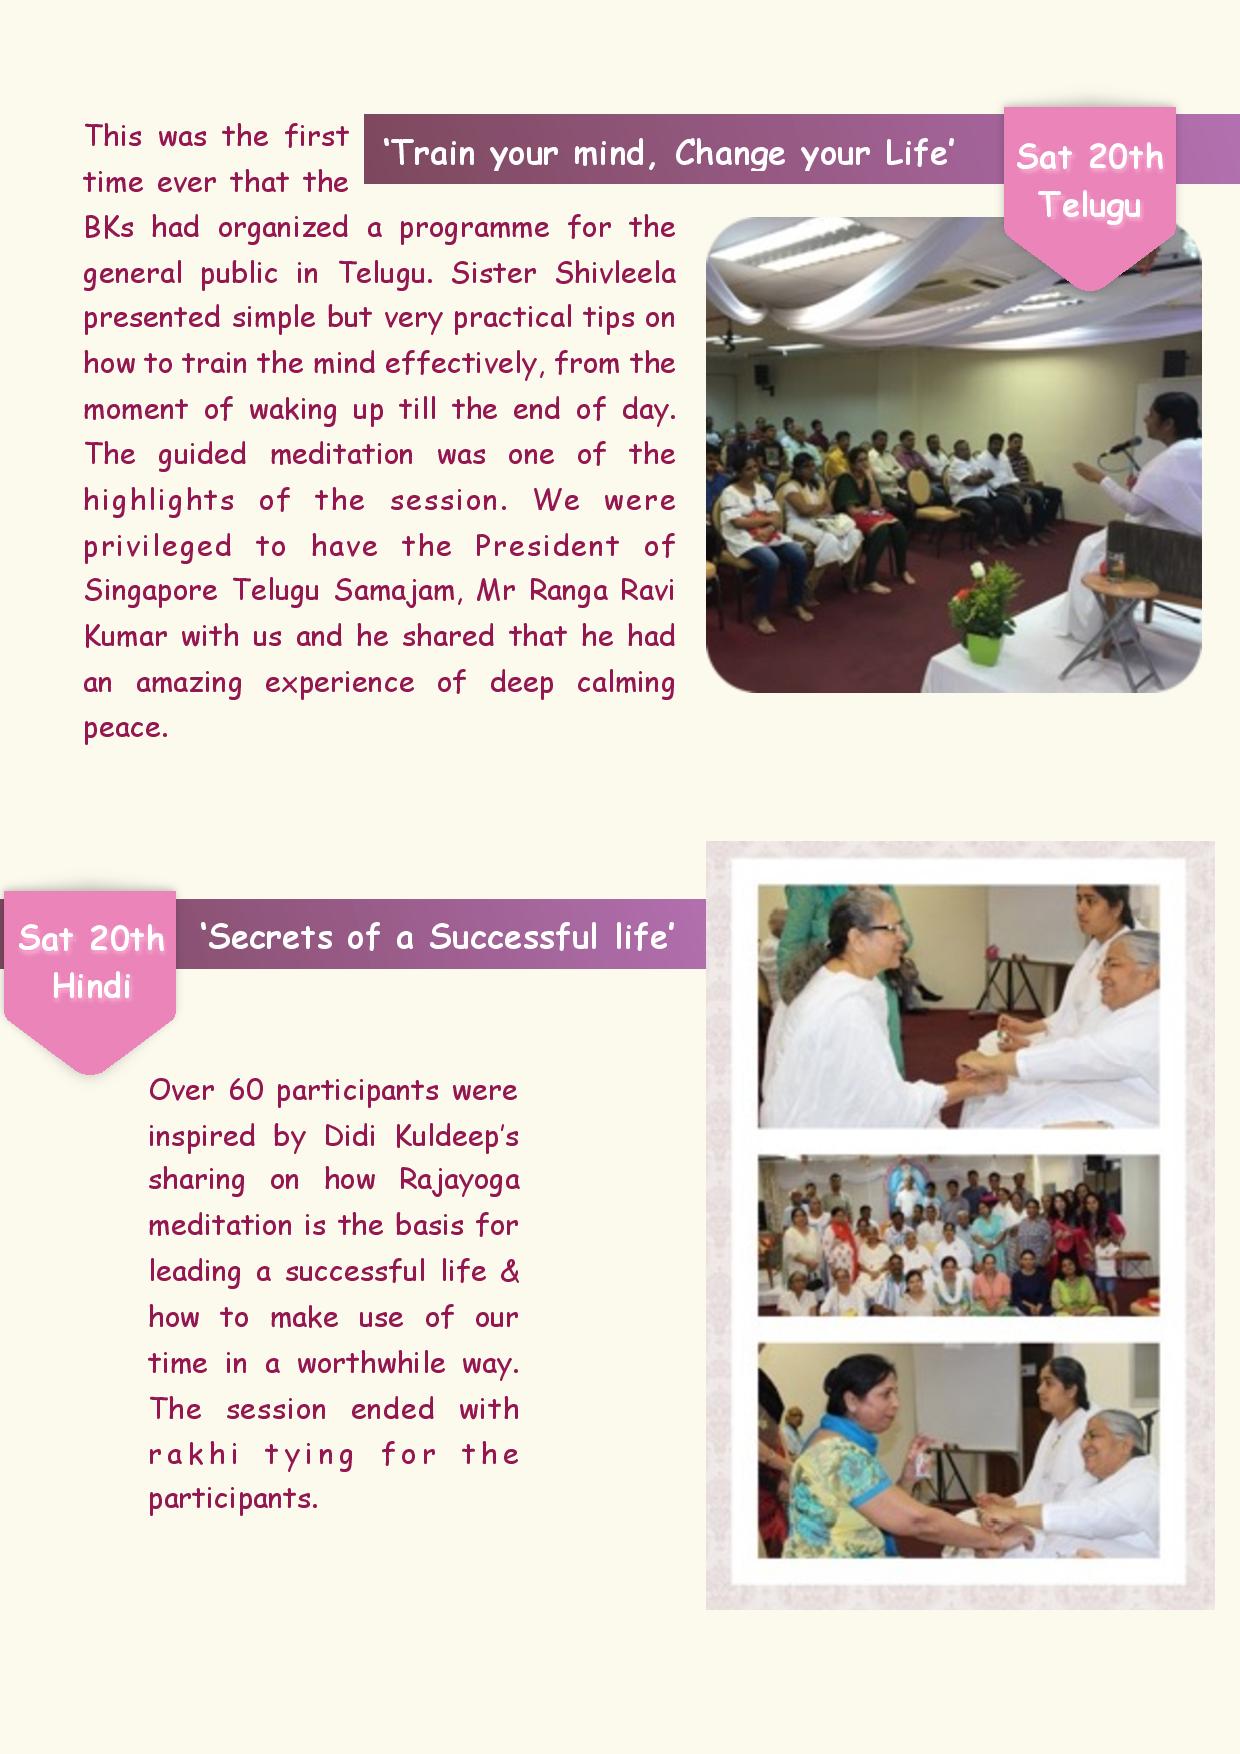 ‘Train your mind, Change your Life’
Sat 20th
Telugu
This was the first
time ever that the
BKs had organized a programme for the
general public in Telugu. Sister Shivleela
presented simple but very practical tips on
how to train the mind effectively, from the
moment of waking up till the end of day.
The guided meditation was one of the
highlights of the session. We were
privileged to have the President of
Singapore Telugu Samajam, Mr Ranga Ravi
Kumar with us and he shared that he had
an amazing experience of deep calming
peace.
Sat 20th
Hindi
‘Secrets of a Successful life’
Over 60 participants were
inspired by Didi Kuldeep’s
sharing on how Rajayoga
meditation is the basis for
leading a successful life &
how to make use of our
time in a worthwhile way.
The session ended with
rakhi tying for the
participants.